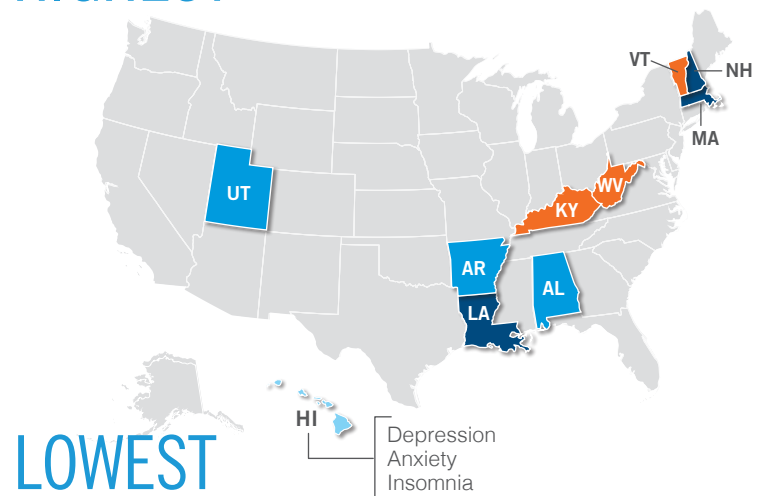 VT
NH
MA
UT
WV
KY
AR
AL
LA
HI
Depression
Anxiety
Insomnia
LOWEST